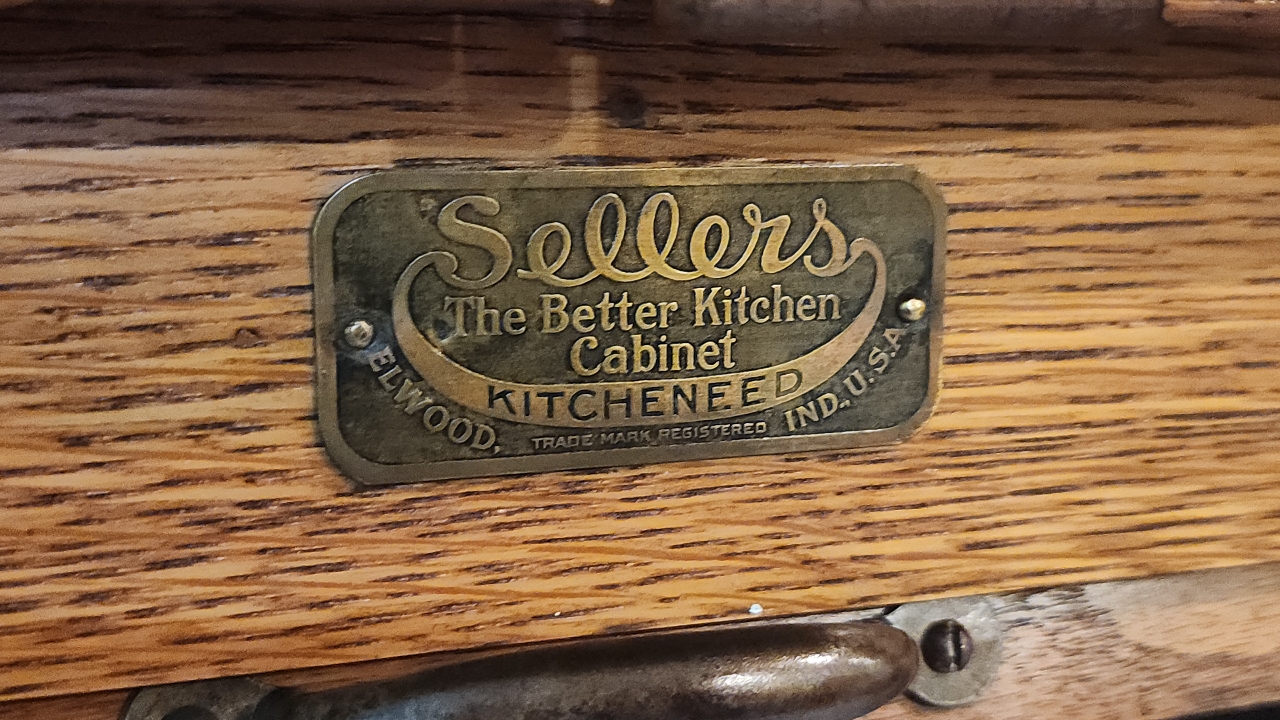 Sellers
The Better Kitchen
Cabinet
KITCHENEED
ELWOOD, IND., U.S.A.
TRADE MARK REGISTERED